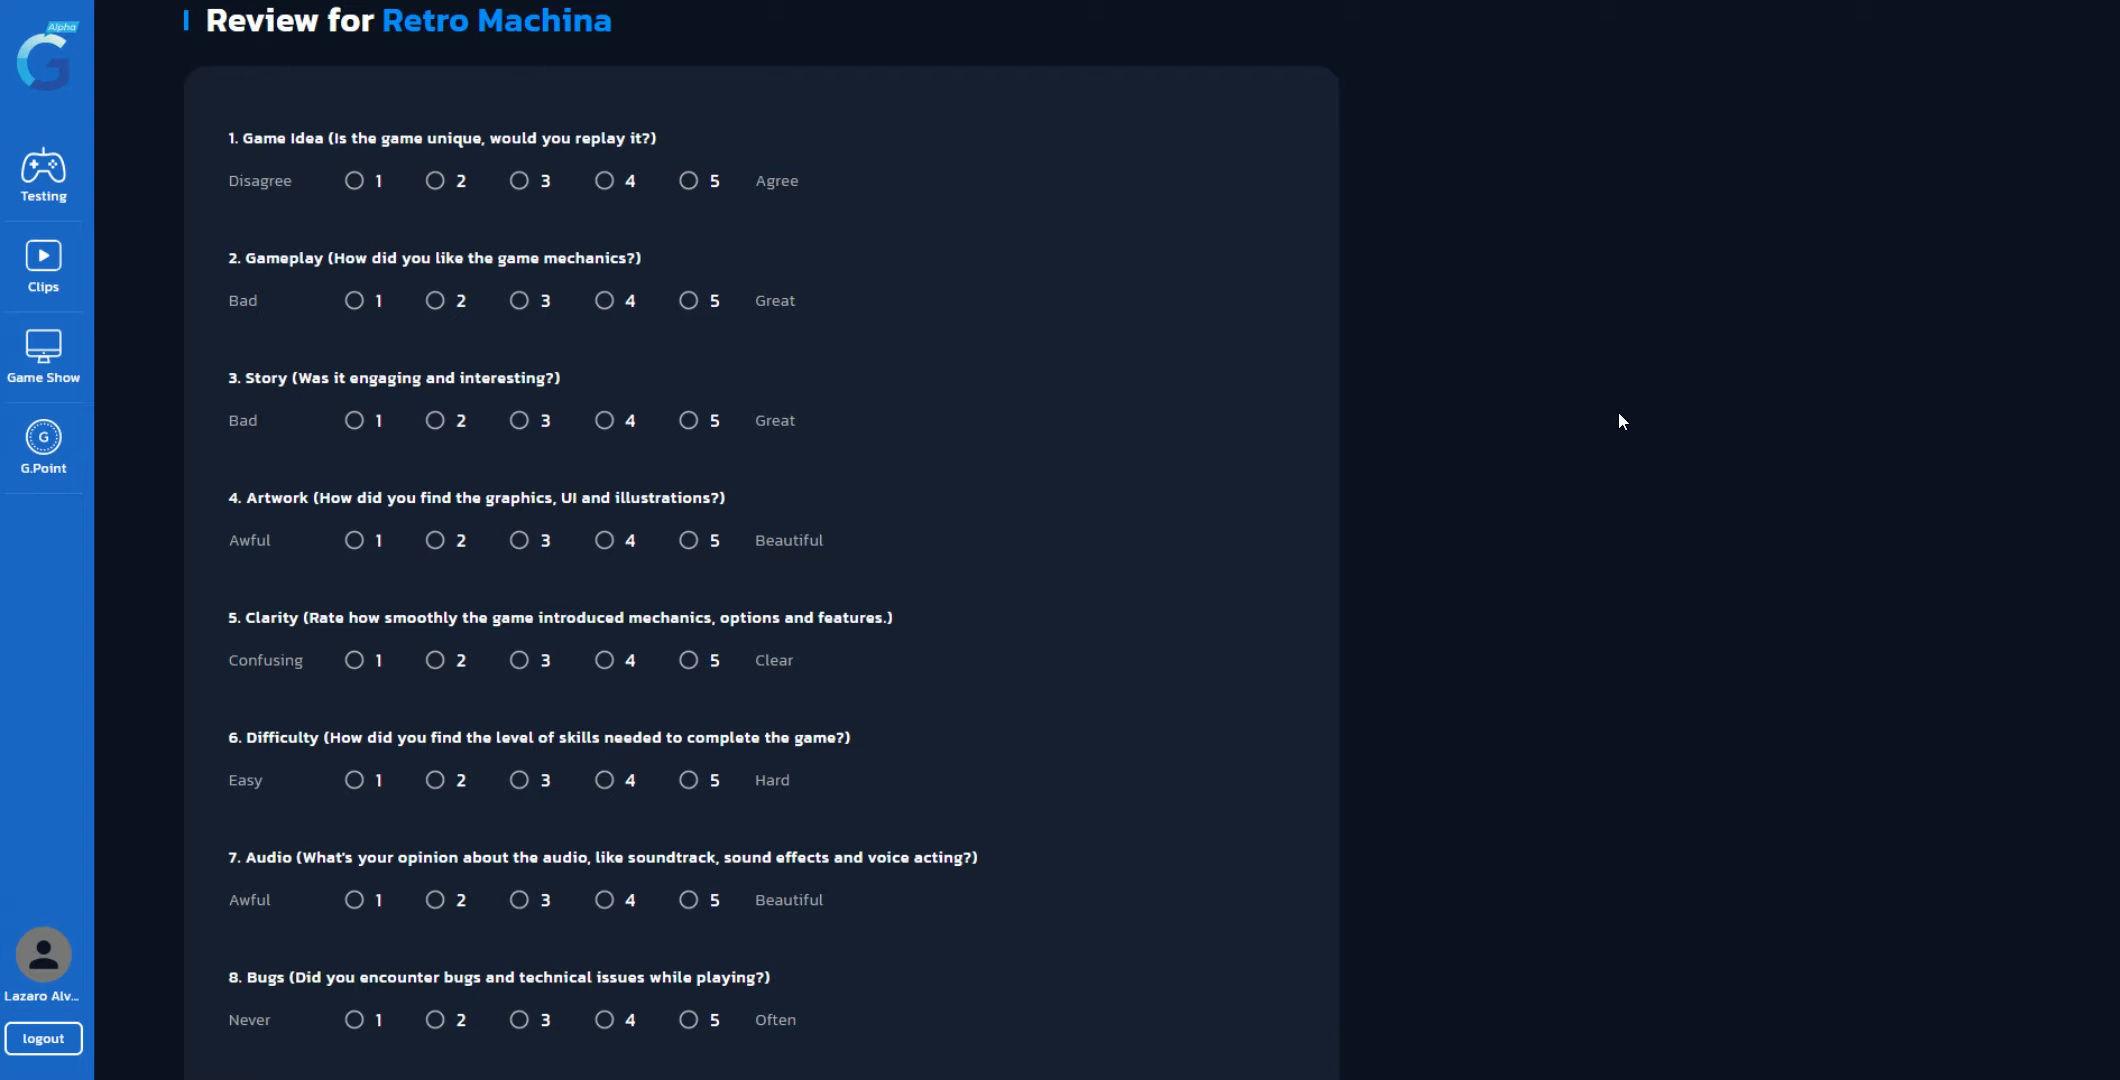 Alpha
G
Testing
Clips
Game Show
G
G.Point
Lazaro Alv...
logout
Review for Retro Machina
1. Game Idea (Is the game unique, would you replay it?)
Disagree 1 2 3 4 5 Agree
2. Gameplay (How did you like the game mechanics?)
Bad 1 2 3 4 5 Great
3. Story (Was it engaging and interesting?)
Bad 1 2 3 4 5 Great
4. Artwork (How did you find the graphics, UI and illustrations?)
Awful 1 2 3 4 5 Beautiful
5. Clarity (Rate how smoothly the game introduced mechanics, options and features.)
Confusing 1 2 3 4 5 Clear
6. Difficulty (How did you find the level of skills needed to complete the game?)
Easy 1 2 3 4 5 Hard
7. Audio (What's your opinion about the audio, like soundtrack, sound effects and voice acting?)
Awful 1 2 3 4 5 Beautiful
8. Bugs (Did you encounter bugs and technical issues while playing?)
Never 1 2 3 4 5 Often